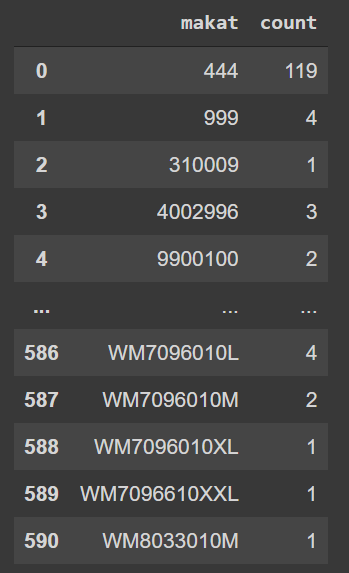 makat count
0 444 119
1 999 4
2 310009 1
3 4002996 3
4 9900100 2
... ... ...
586 WM7096010L 4
587 WM7096010M 2
588 WM7096010XL 1
589 WM7096610XXL 1
590 WM8033010M 1